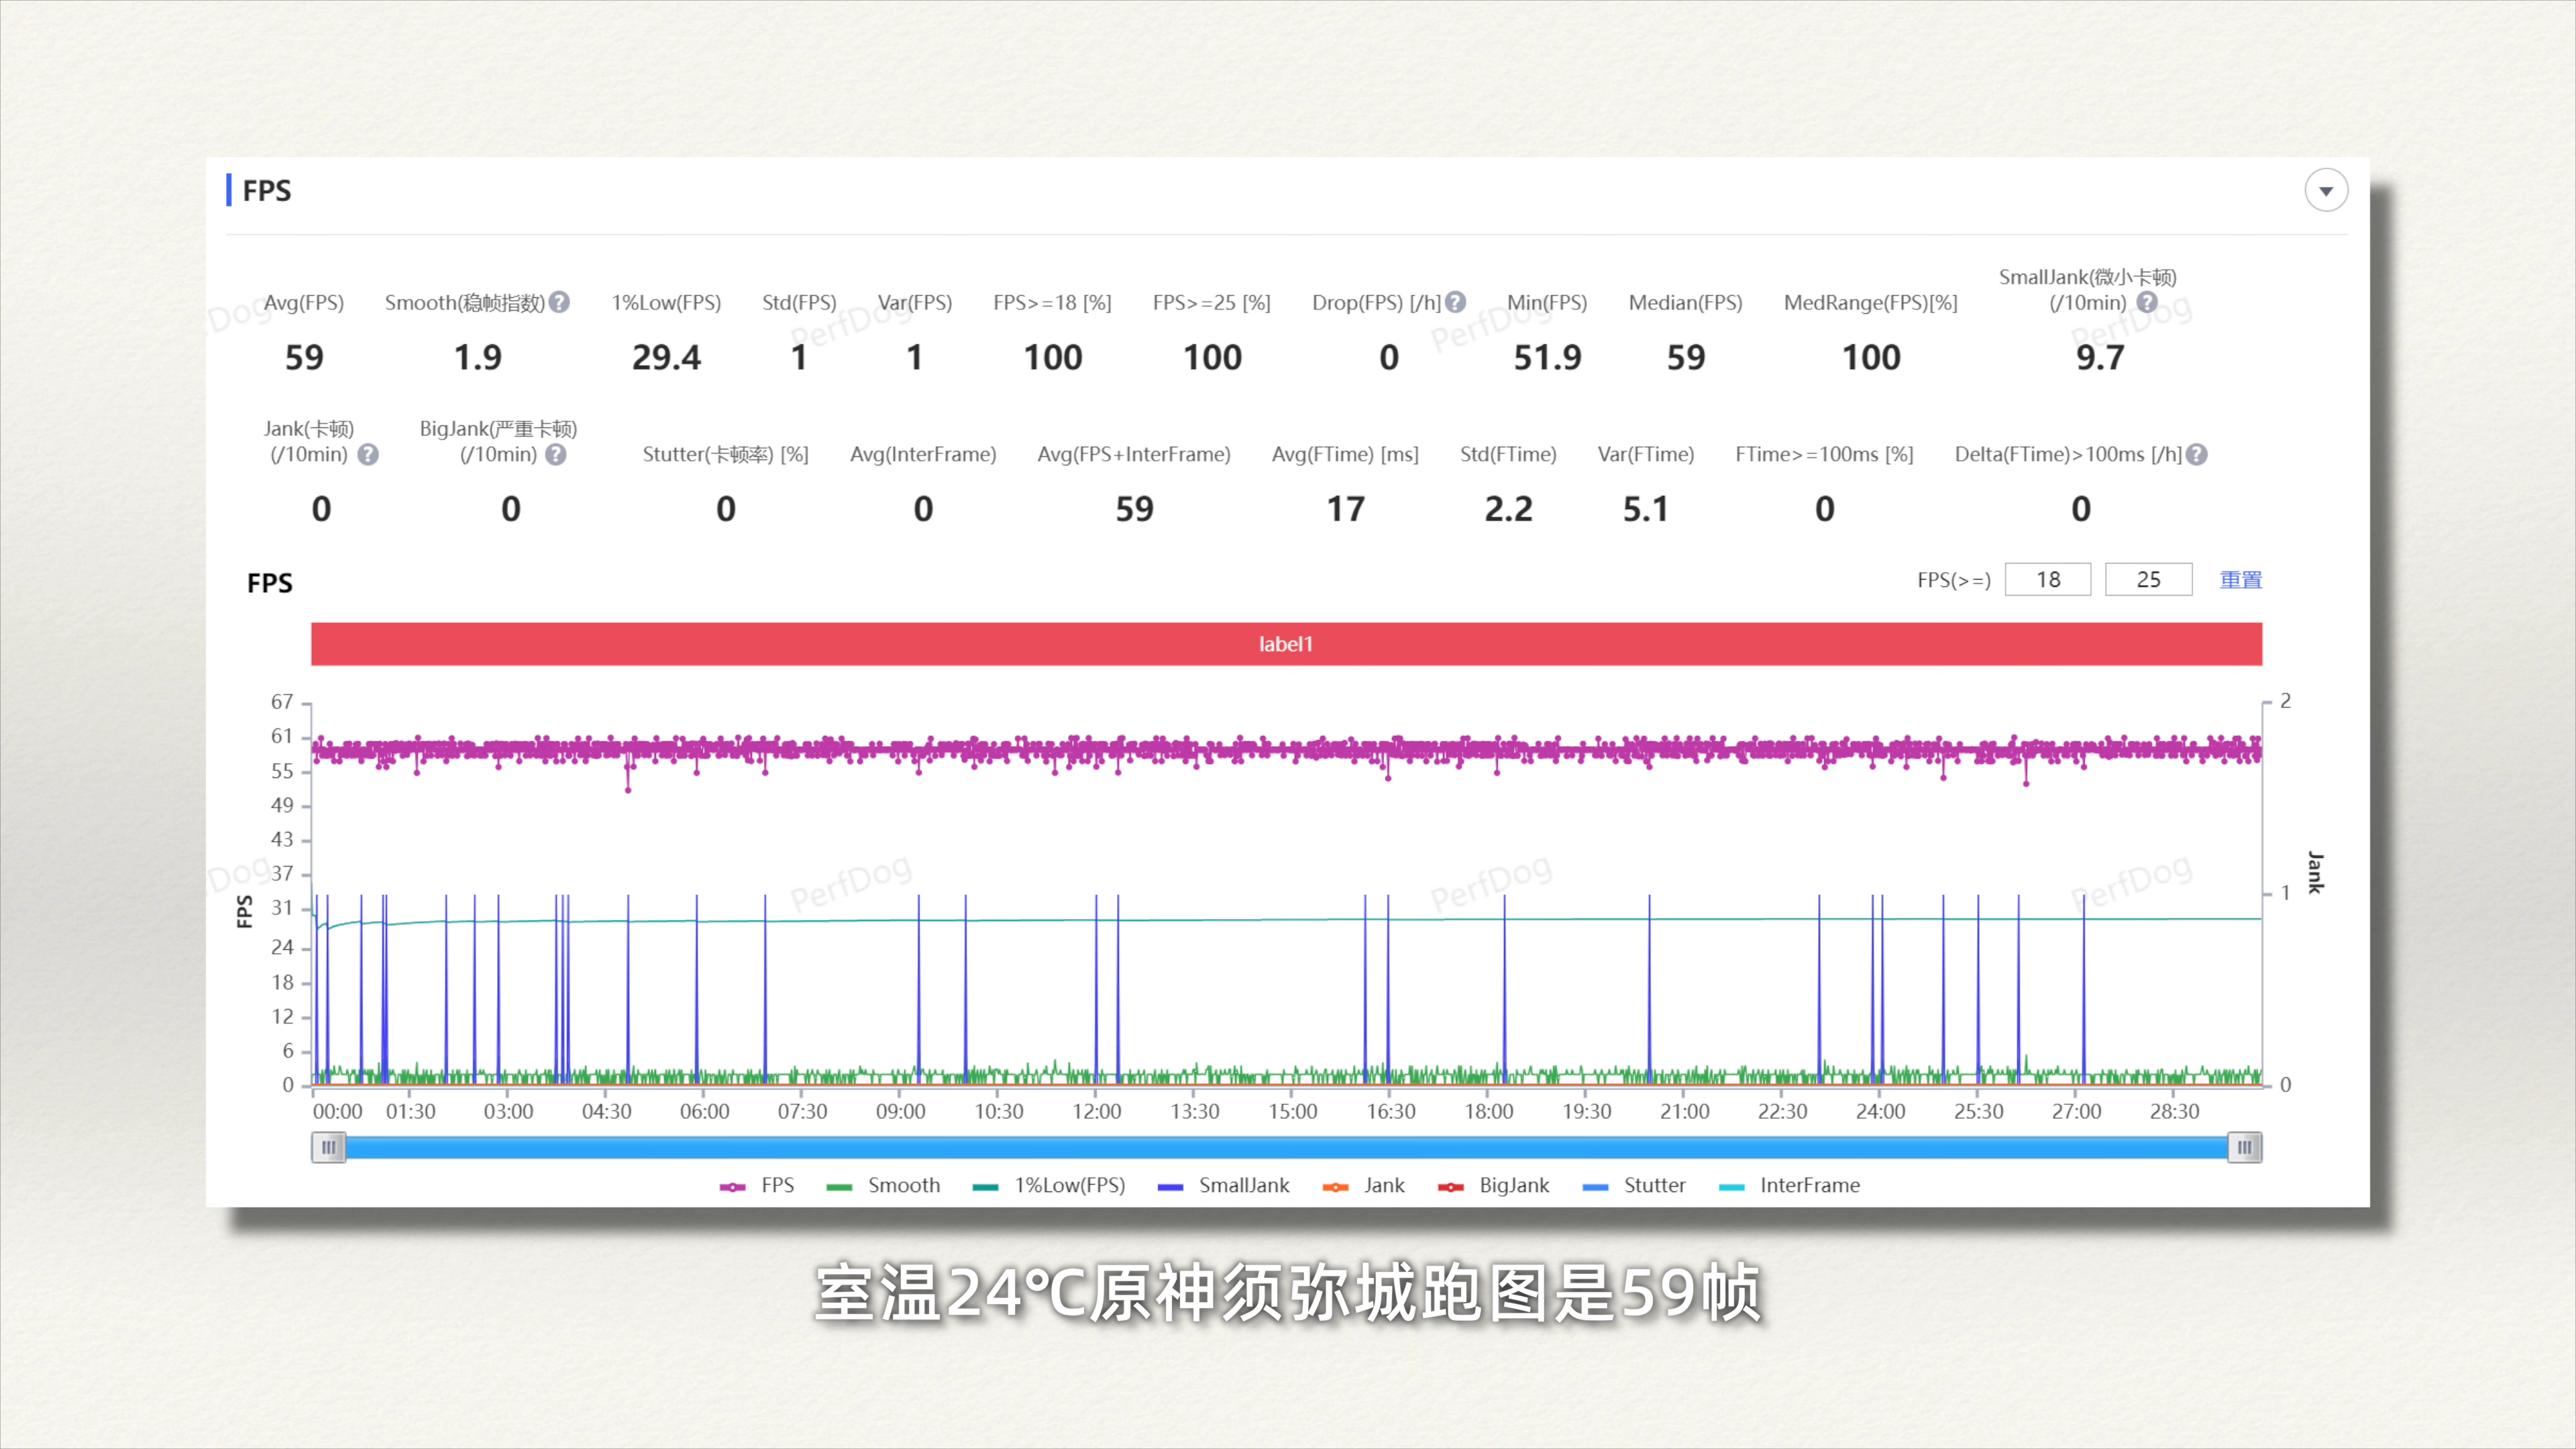 FPS
Avg(FPS) Smooth(稳帧指数) 1%Low(FPS) Std(FPS) Var(FPS) FPS>=18 [%] FPS>=25 [%] Drop(FPS) [/h] Min(FPS) Median(FPS) MedRange(FPS)[%] SmallJank(微小卡顿)
(/10min)
59 1.9 29.4 1 1 100 100 0 51.9 59 100 9.7
Jank(卡顿)
(/10min) BigJank(严重卡顿)
(/10min) Stutter(卡顿率) [%] Avg(InterFrame) Avg(FPS+InterFrame) Avg(FTime) [ms] Std(FTime) Var(FTime) FTime>=100ms [%] Delta(FTime)>100ms [/h]
0 0 0 0 59 17 2.2 5.1 0 0
FPS
FPS(>=) 18 25 重置
label1
67
61
55
49
43
37
31
24
18
12
6
0
FPS
2
1
0
Jank
PerfDog PerfDog PerfDog PerfDog
PerfDog PerfDog PerfDog PerfDog
00:00 01:30 03:00 04:30 06:00 07:30 09:00 10:30 12:00 13:30 15:00 16:30 18:00 19:30 21:00 22:30 24:00 25:30 27:00 28:30
FPS Smooth 1%Low(FPS) SmallJank Jank BigJank Stutter InterFrame
室温24℃原神须弥城跑图是59帧